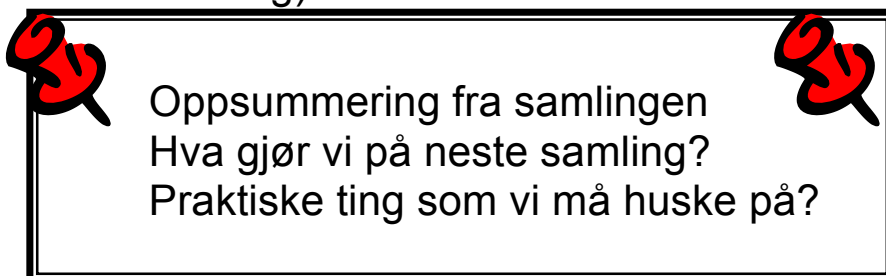 Oppsummering fra samlingen
Hva gjør vi på neste samling?
Praktiske ting som vi må huske på?